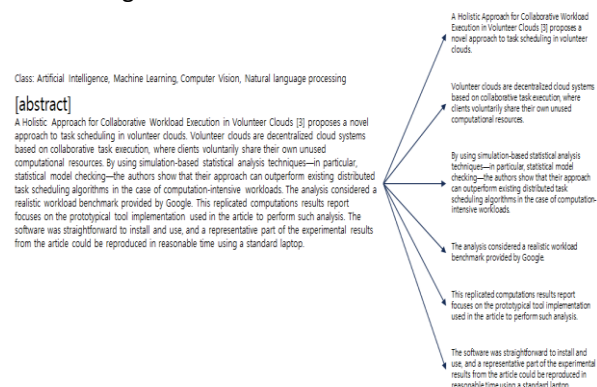 Class: Artificial Intelligence, Machine Learning, Computer Vision, Natural language processing
[abstract]
A Holistic Approach for Collaborative Workload Execution in Volunteer Clouds [3] proposes a novel
approach to task scheduling in volunteer clouds. Volunteer clouds are decentralized cloud systems
based on collaborative task execution, where clients voluntarily share their own unused
computational resources. By using simulation-based statistical analysis techniques—in particular,
statistical model checking—the authors show that their approach can outperform existing distributed
task scheduling algorithms in the case of computation-intensive workloads. The analysis considered a
realistic workload benchmark provided by Google. This replicated computations results report
focuses on the prototypical tool implementation used in the article to perform such analysis. The
software was straightforward to install and use, and a representative part of the experimental results
from the article could be reproduced in reasonable time using a standard laptop.
A Holistic Approach for Collaborative Workload
Execution in Volunteer Clouds [3] proposes a
novel approach to task scheduling in volunteer
clouds.
Volunteer clouds are decentralized cloud systems
based on collaborative task execution, where
clients voluntarily share their own unused
computational resources.
By using simulation-based statistical analysis
techniques—in particular, statistical model
checking—the authors show that their approach
can outperform existing distributed task
scheduling algorithms in the case of computation-
intensive workloads.
The analysis considered a realistic workload
benchmark provided by Google.
This replicated computations results report
focuses on the prototypical tool implementation
used in the article to perform such analysis.
The software was straightforward to install and
use, and a representative part of the experimental
results from the article could be reproduced in
reasonable time using a standard laptop